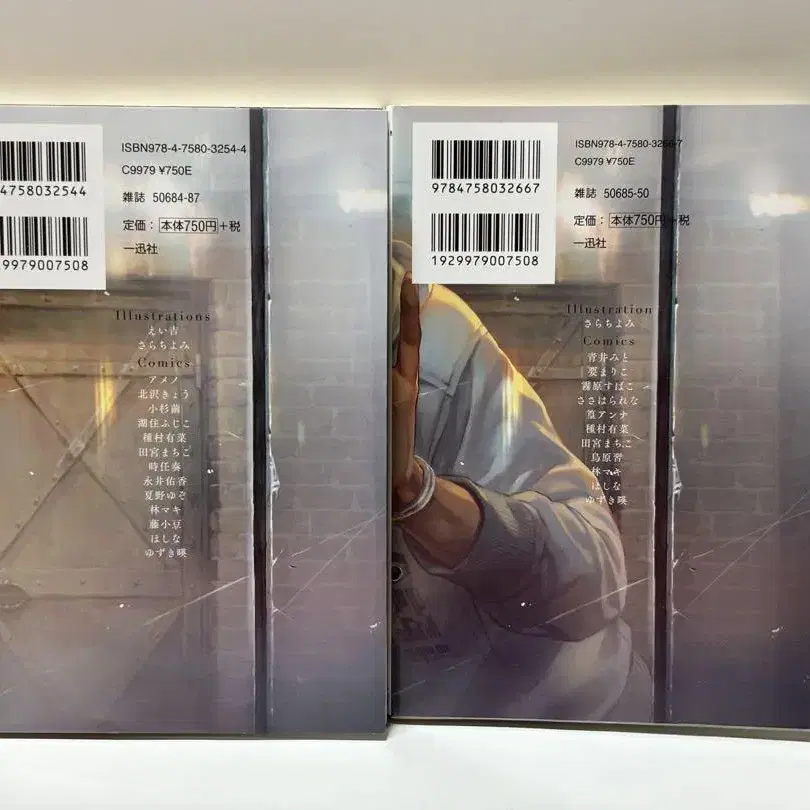 4758032544
9979007508
ISBN978-4-7580-3254-4
C9979 ¥750E
雑誌 50684-87
定価：本体750円+税
一迅社
Illustrations
えい吉
さらちよみ
Comics
アメノ
北沢きょう
小杉繭
湖住ふじこ
種村有菜
田宮まちこ
時任奏
永井佑香
夏野ゆぞ
林マキ
藤小豆
ほしな
ゆずき暎
9784758032667
1929979007508
ISBN978-4-7580-3266-7
C9979 ¥750E
雑誌 50685-50
定価：本体750円+税
一迅社
Illustration
さらちよみ
Comics
青井みと
要まりこ
霧原すばこ
ささはられな
篁アンナ
種村有菜
田宮まちこ
鳥原習
林マキ
ほしな
ゆずき暎